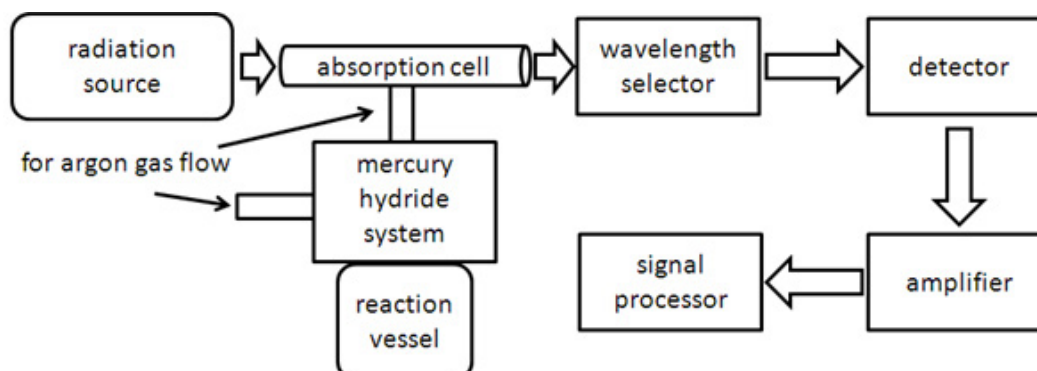 radiation
source
absorption cell
wavelength
selector
detector
for argon gas flow
mercury
hydride
system
signal
processor
amplifier
reaction
vessel